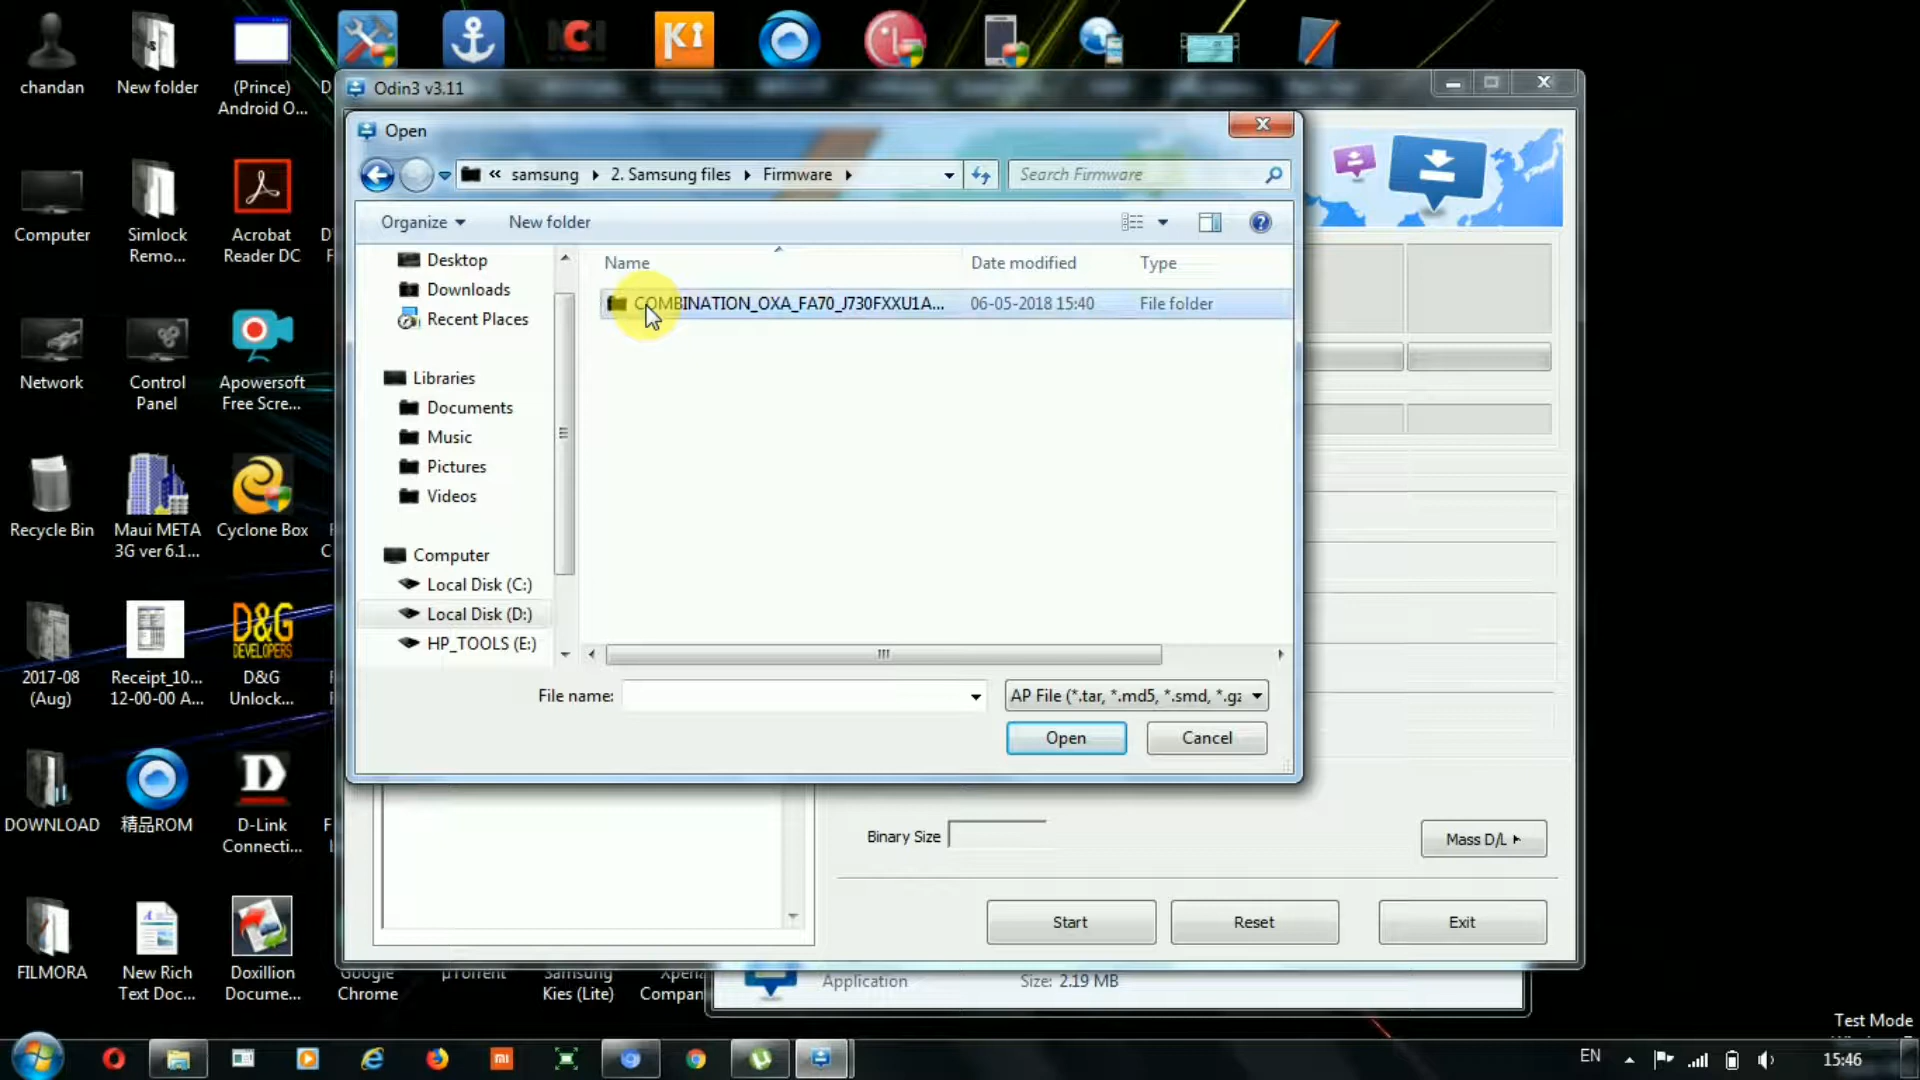 chandan
New folder
(Prince)
Android O...
Ki
Odin3 v3.11
Open
« samsung ▸ 2. Samsung files ▸ Firmware ▸
Search Firmware
Organize
New folder
Name
Date modified
Type
COMBINATION_OXA_FA70_J730FXXU1A...
06-05-2018 15:40
File folder
Desktop
Downloads
Recent Places
Libraries
Documents
Music
Pictures
Videos
Computer
Local Disk (C:)
Local Disk (D:)
HP_TOOLS (E:)
File name:
AP File (*.tar, *.md5, *.smd, *.gz
Open
Cancel
Binary Size
Mass D/L
Start
Reset
Exit
Computer
Simlock
Remo...
Acrobat
Reader DC
Network
Control
Panel
Apowersoft
Free Scre...
Recycle Bin
Maui META
3G ver 6.1...
Cyclone Box
D&G
DEVELOPERS
2017-08
(Aug)
Receipt_10...
12-00-00 A...
D&G
Unlock...
DOWNLOAD
精品ROM
D-Link
Connecti...
FILMORA
New Rich
Text Doc...
Doxillion
Docume...
Google
Chrome
µTorrent
Samsung
Kies (Lite)
Xperia
Compan
Application
Size: 2.19 MB
Test Mode
EN
15:46